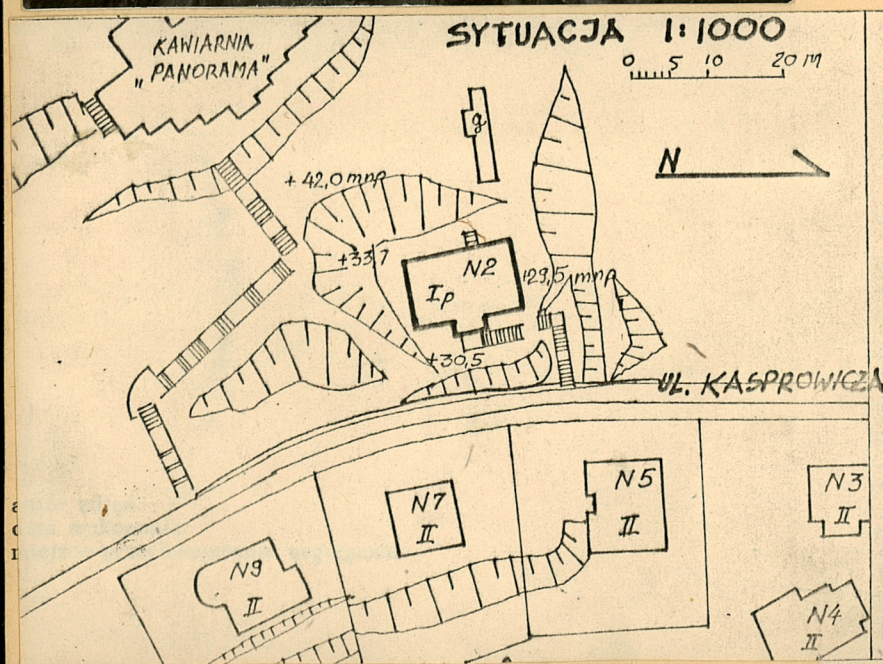 SYTUACJA 1:1000
0 5 10 20 m
KAWIARNIA
"PANORAMA"
g
N
+ 42,0 mnp
+33,7
N2
Ip
+29,5 mnp
+30,5
UL. KASPROWICZA
N7
II
N5
II
N3
II
N9
II
N4
II